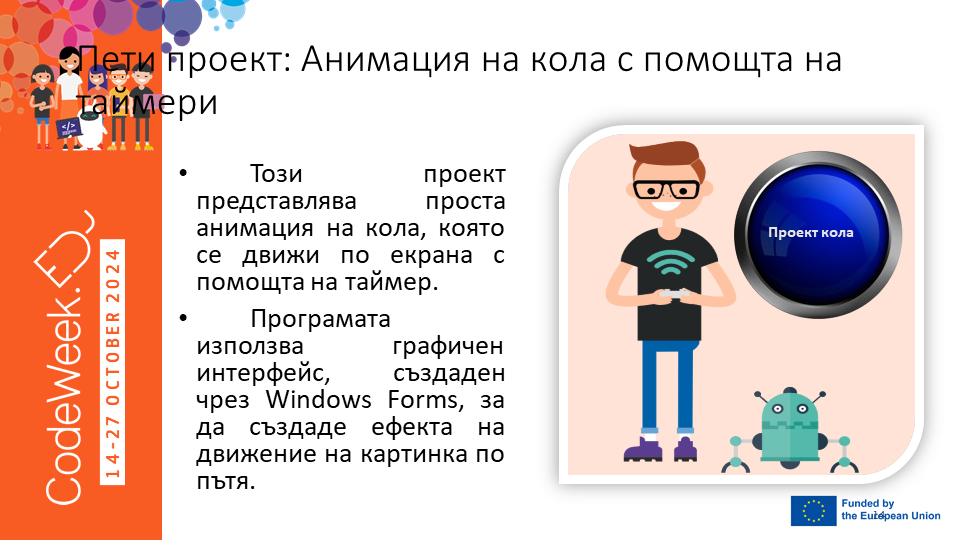 Пети проект: Анимация на кола с помощта на
таймери
• Този проект
представлява проста
анимация на кола, която
се движи по екрана с
помощта на таймер.
• Програмата
използва графичен
интерфейс, създаден
чрез Windows Forms, за
да създаде ефекта на
движение на картинка по
пътя.
Проект кола
</>
CodeWeek.EU
14-27 OCTOBER 2024
Funded by
the European Union
14